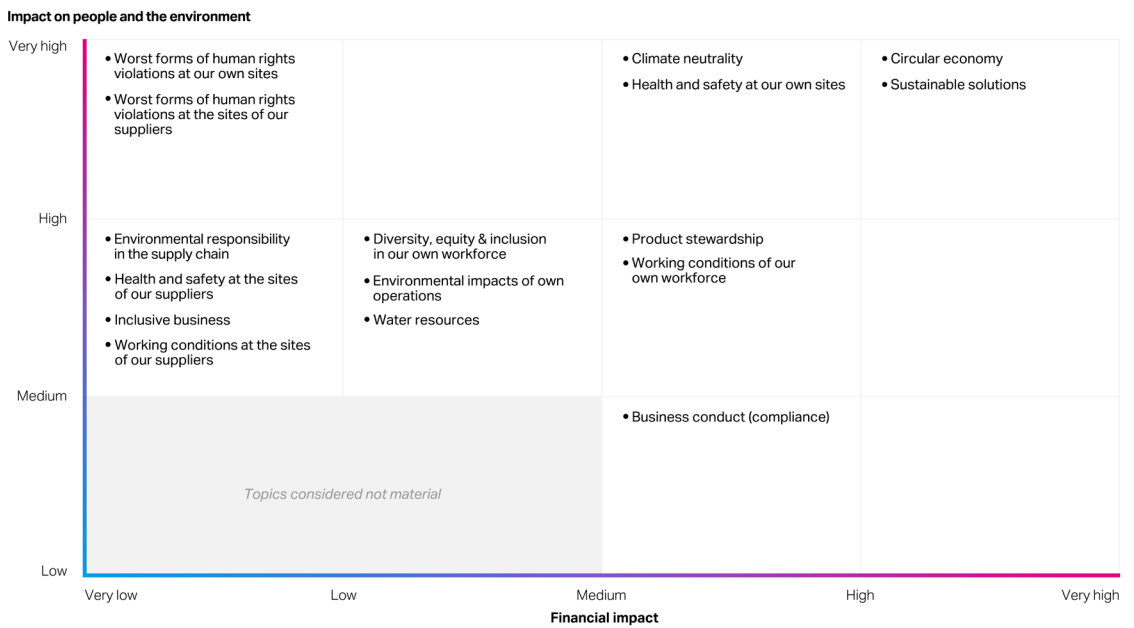 Impact on people and the environment
Very high
• Worst forms of human rights
violations at our own sites
• Worst forms of human rights
violations at the sites of our
suppliers
• Climate neutrality
• Health and safety at our own sites
• Circular economy
• Sustainable solutions
High
• Environmental responsibility
in the supply chain
• Health and safety at the sites
of our suppliers
• Inclusive business
• Working conditions at the sites
of our suppliers
• Diversity, equity & inclusion
in our own workforce
• Environmental impacts of own
operations
• Water resources
• Product stewardship
• Working conditions of our
own workforce
Medium
Topics considered not material
• Business conduct (compliance)
Low
Very low
Low
Medium
High
Very high
Financial impact